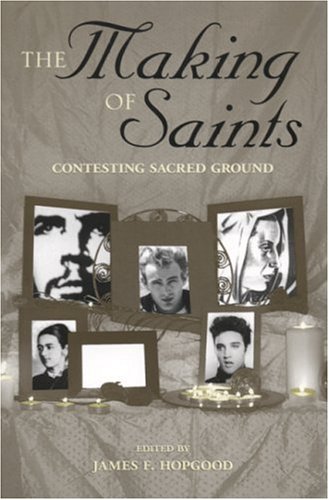 THE Making
OF Saints
CONTESTING SACRED GROUND
EDITED BY
JAMES F. HOPGOOD